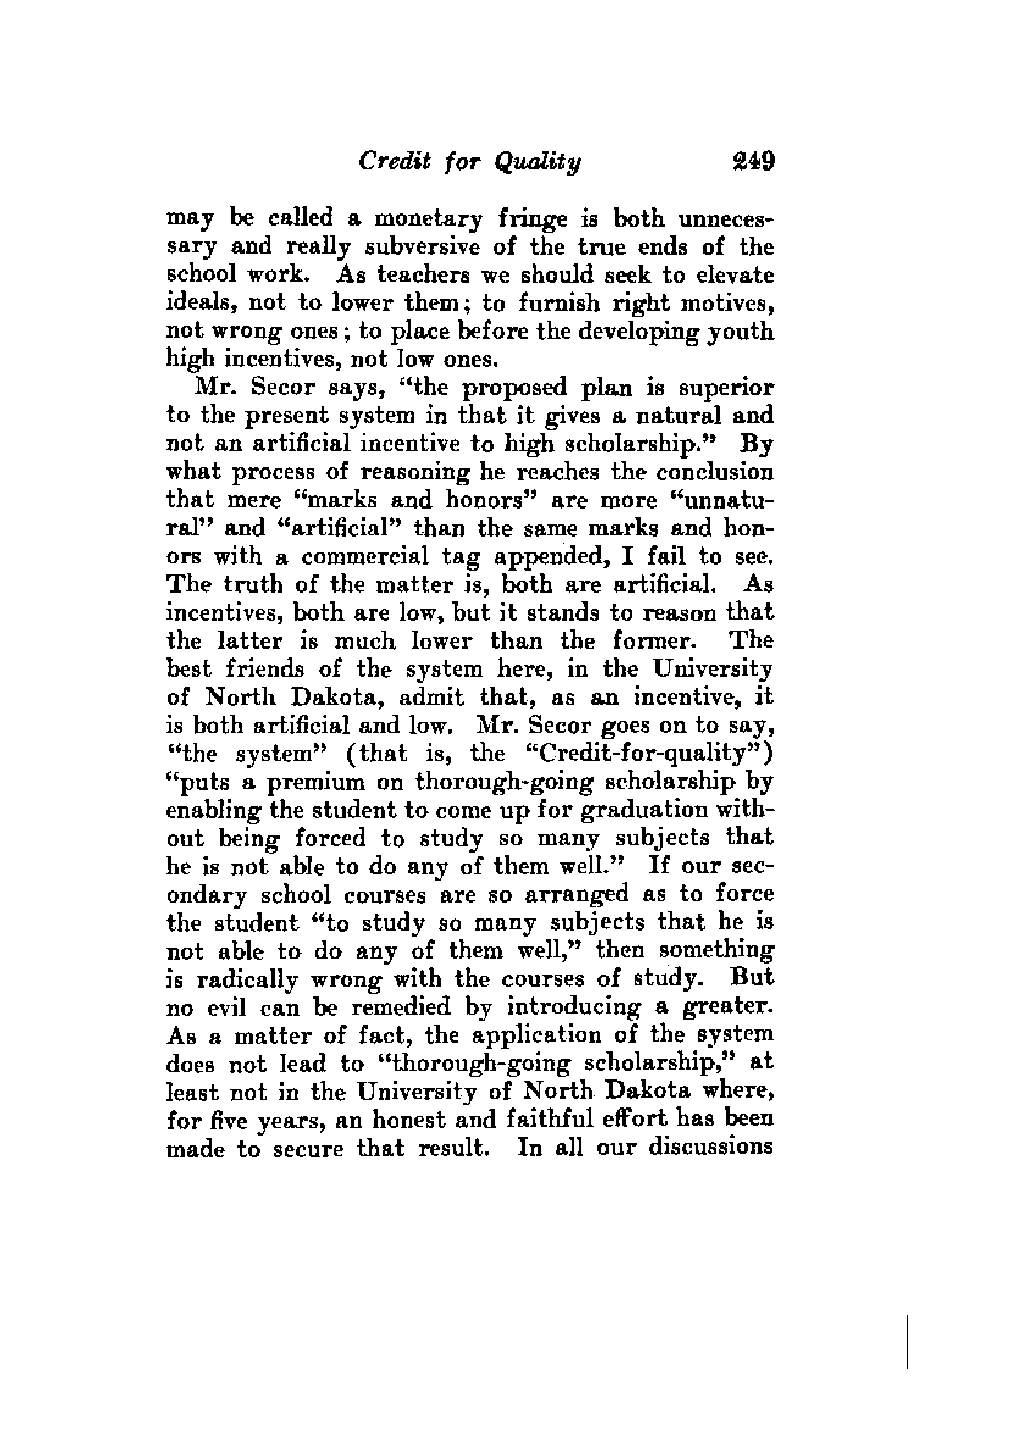 Credit for Quality 249
may be called a monetary fringe is both unneces-
sary and really subversive of the true ends of the
school work. As teachers we should seek to elevate
ideals, not to lower them; to furnish right motives,
not wrong ones; to place before the developing youth
high incentives, not low ones.
Mr. Secor says, "the proposed plan is superior
to the present system in that it gives a natural and
not an artificial incentive to high scholarship." By
what process of reasoning he reaches the conclusion
that mere "marks and honors" are more "unnatu-
ral" and "artificial" than the same marks and hon-
ors with a commercial tag appended, I fail to see.
The truth of the matter is, both are artificial. As
incentives, both are low, but it stands to reason that
the latter is much lower than the former. The
best friends of the system here, in the University
of North Dakota, admit that, as an incentive, it
is both artificial and low. Mr. Secor goes on to say,
"the system" (that is, the "Credit-for-quality")
"puts a premium on thorough-going scholarship by
enabling the student to come up for graduation with-
out being forced to study so many subjects that
he is not able to do any of them well." If our sec-
ondary school courses are so arranged as to force
the student "to study so many subjects that he is
not able to do any of them well," then something
is radically wrong with the courses of study. But
no evil can be remedied by introducing a greater.
As a matter of fact, the application of the system
does not lead to "thorough-going scholarship," at
least not in the University of North Dakota where,
for five years, an honest and faithful effort has been
made to secure that result. In all our discussions